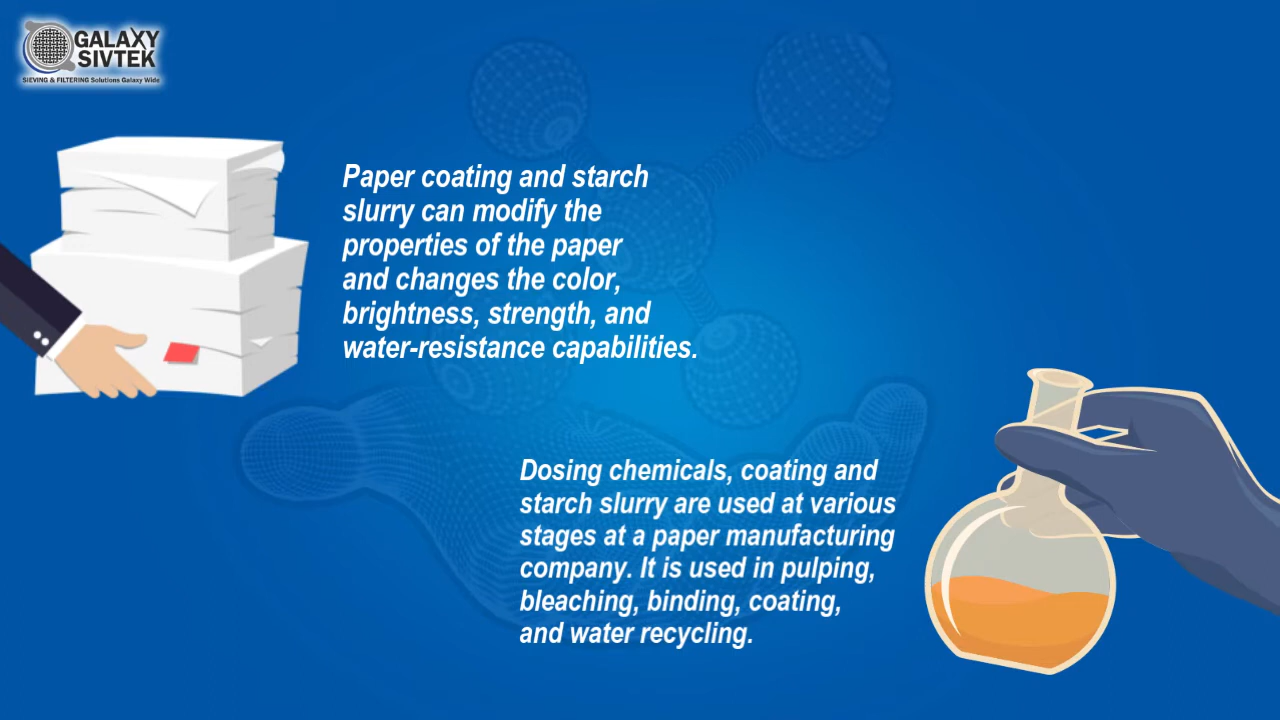 GALAXY
SIVTEK
SIEVING & FILTERING Solutions Galaxy Wide
Paper coating and starch
slurry can modify the
properties of the paper
and changes the color,
brightness, strength, and
water-resistance capabilities.
Dosing chemicals, coating and
starch slurry are used at various
stages at a paper manufacturing
company. It is used in pulping,
bleaching, binding, coating,
and water recycling.